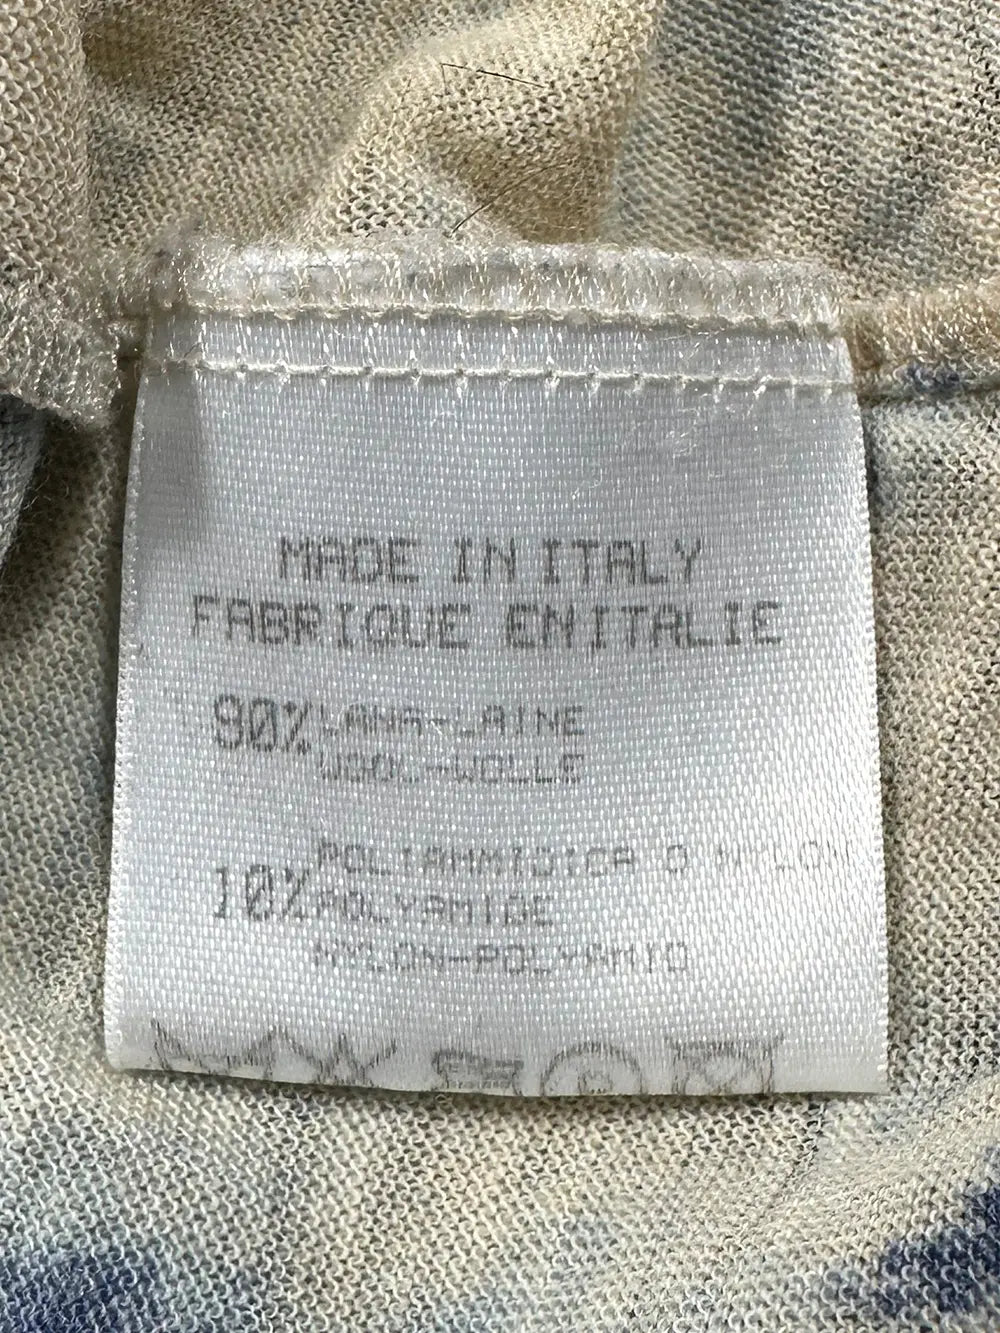 MADE IN ITALY
FABRIQUE EN ITALIE
90% LANA-LAINE
WOOL-WOLLE
POLIAMMIDICA O NYLON
10% POLYAMIDE
NYLON-POLYAMID